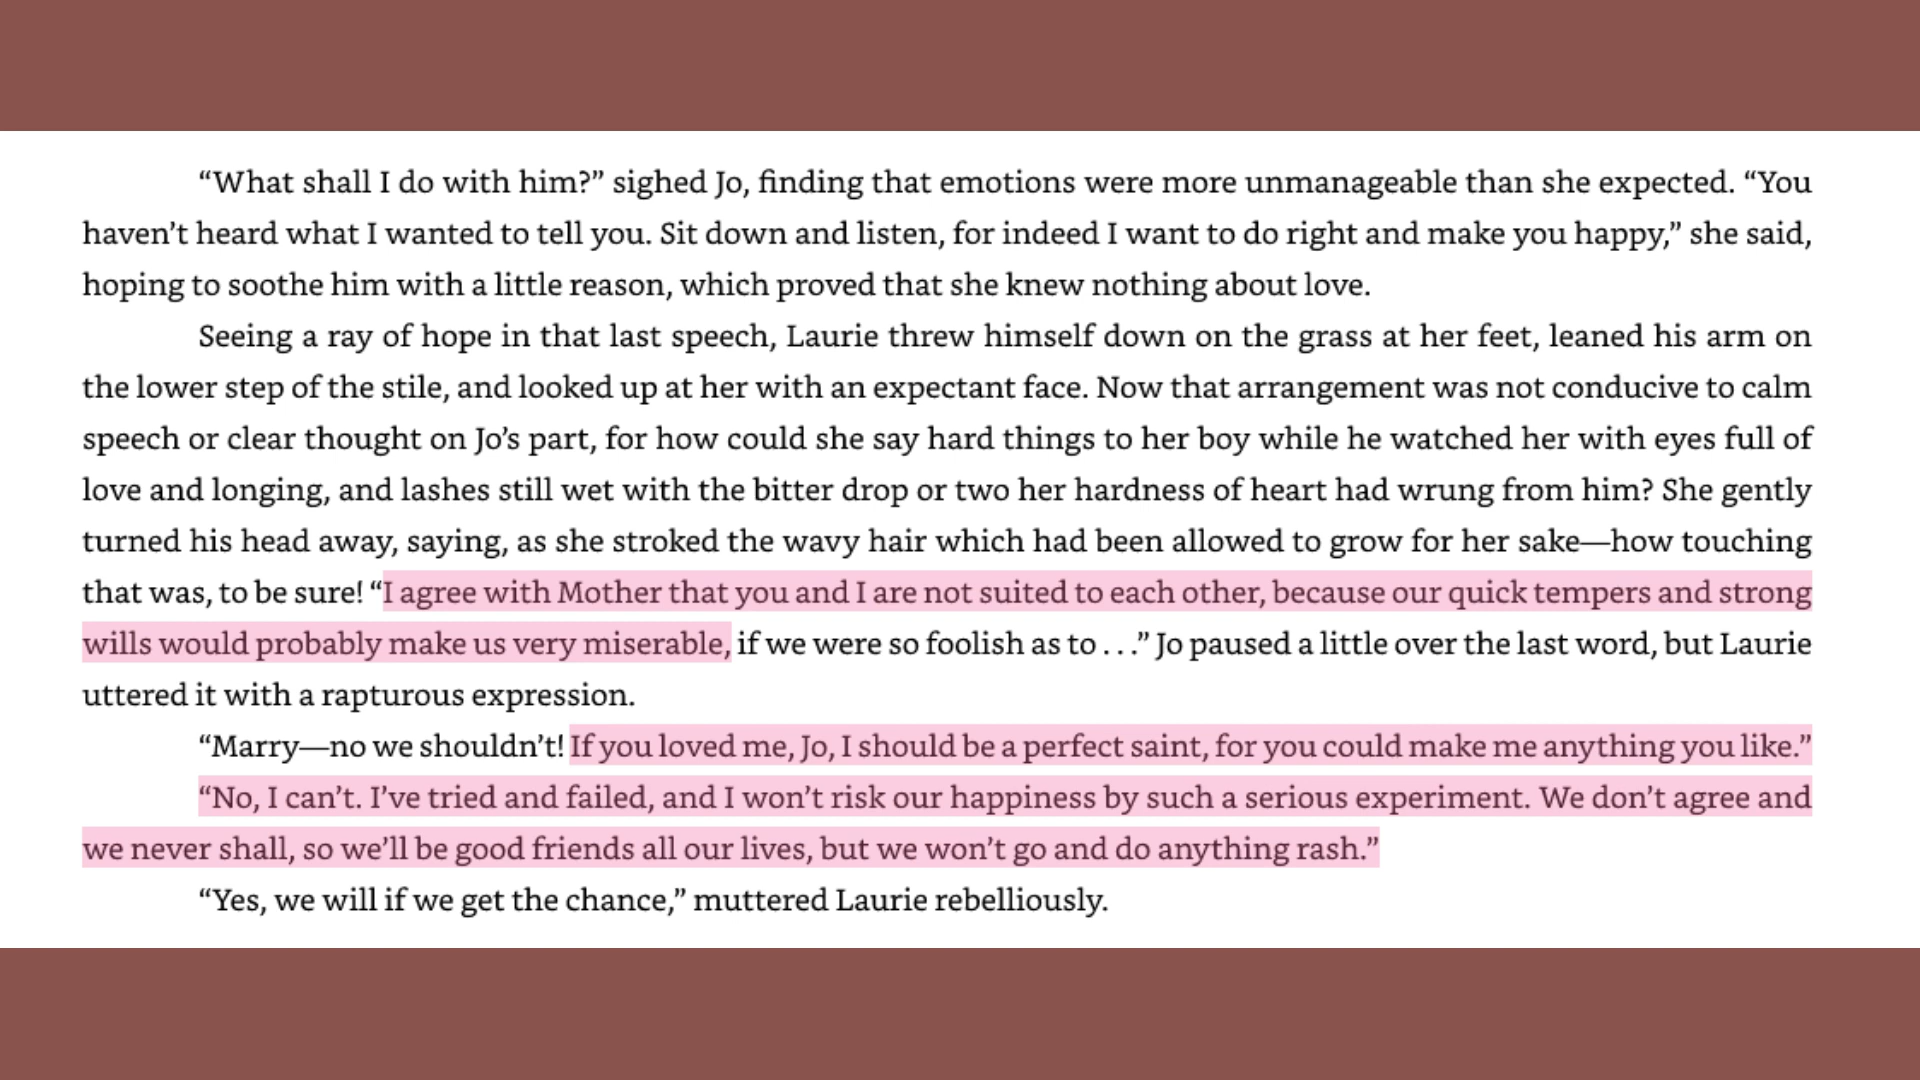 “What shall I do with him?” sighed Jo, finding that emotions were more unmanageable than she expected. “You
haven’t heard what I wanted to tell you. Sit down and listen, for indeed I want to do right and make you happy,” she said,
hoping to soothe him with a little reason, which proved that she knew nothing about love.
Seeing a ray of hope in that last speech, Laurie threw himself down on the grass at her feet, leaned his arm on
the lower step of the stile, and looked up at her with an expectant face. Now that arrangement was not conducive to calm
speech or clear thought on Jo’s part, for how could she say hard things to her boy while he watched her with eyes full of
love and longing, and lashes still wet with the bitter drop or two her hardness of heart had wrung from him? She gently
turned his head away, saying, as she stroked the wavy hair which had been allowed to grow for her sake—how touching
that was, to be sure! “I agree with Mother that you and I are not suited to each other, because our quick tempers and strong
wills would probably make us very miserable, if we were so foolish as to . . .” Jo paused a little over the last word, but Laurie
uttered it with a rapturous expression.
“Marry—no we shouldn’t! If you loved me, Jo, I should be a perfect saint, for you could make me anything you like.”
“No, I can’t. I’ve tried and failed, and I won’t risk our happiness by such a serious experiment. We don’t agree and
we never shall, so we’ll be good friends all our lives, but we won’t go and do anything rash.”
“Yes, we will if we get the chance,” muttered Laurie rebelliously.